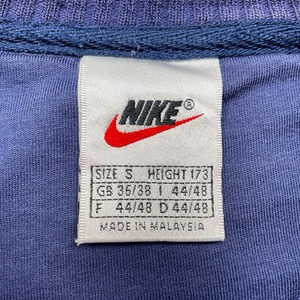 NIKE
SIZE S HEIGHT 173
GB 36/38 I 44/48
F 44/48 D 44/48
MADE IN MALAYSIA